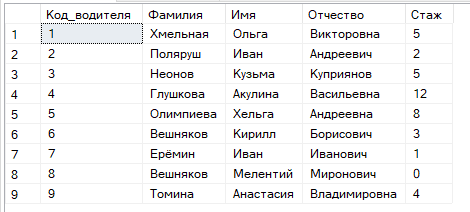 Код_водителя Фамилия Имя Отчество Стаж
1 1 Хмельная Ольга Викторовна 5
2 2 Поляруш Иван Андреевич 2
3 3 Неонов Кузьма Куприянов 5
4 4 Глушкова Акулина Васильевна 12
5 5 Олимпиева Хельга Андреевна 8
6 6 Вешняков Кирилл Борисович 3
7 7 Ерёмин Иван Иванович 1
8 8 Вешняков Мелентий Миронович 0
9 9 Томина Анастасия Владимировна 4